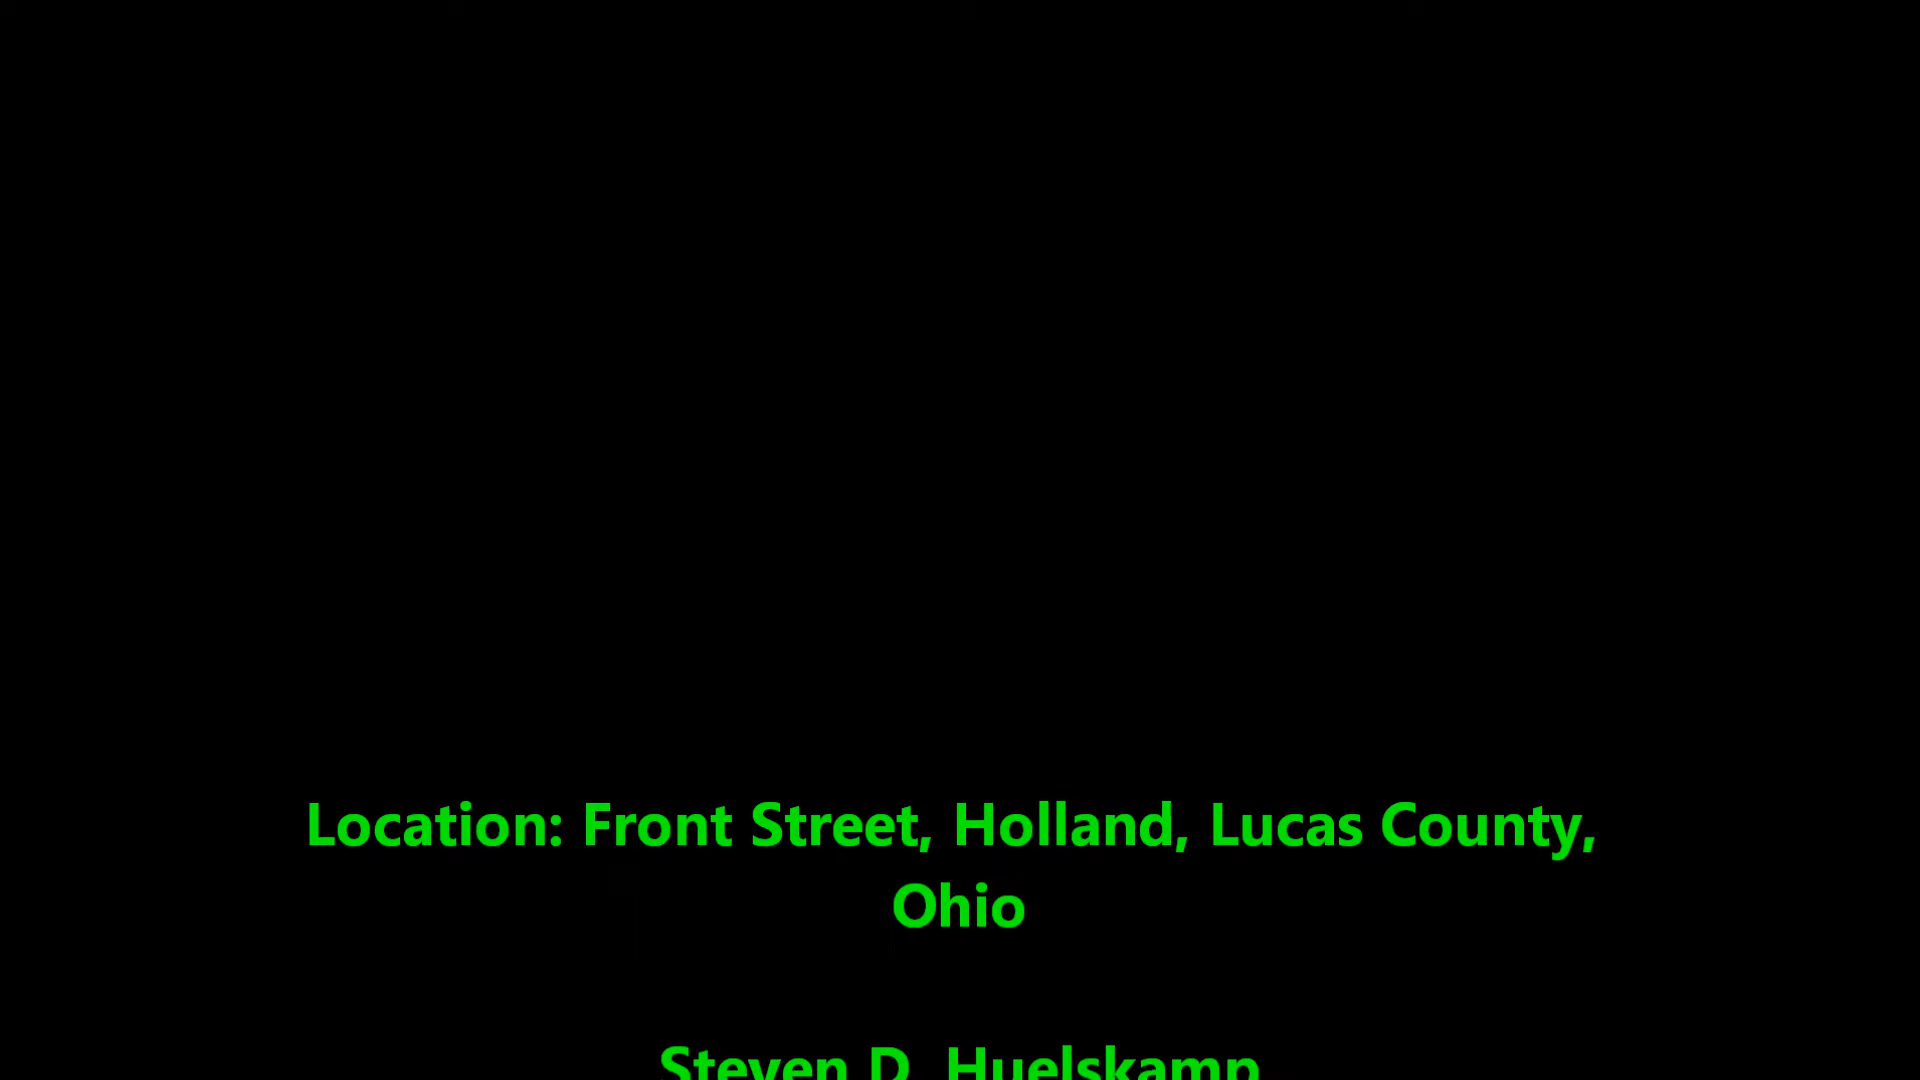 Location: Front Street, Holland, Lucas County,
Ohio
Steven D. Huelskamp